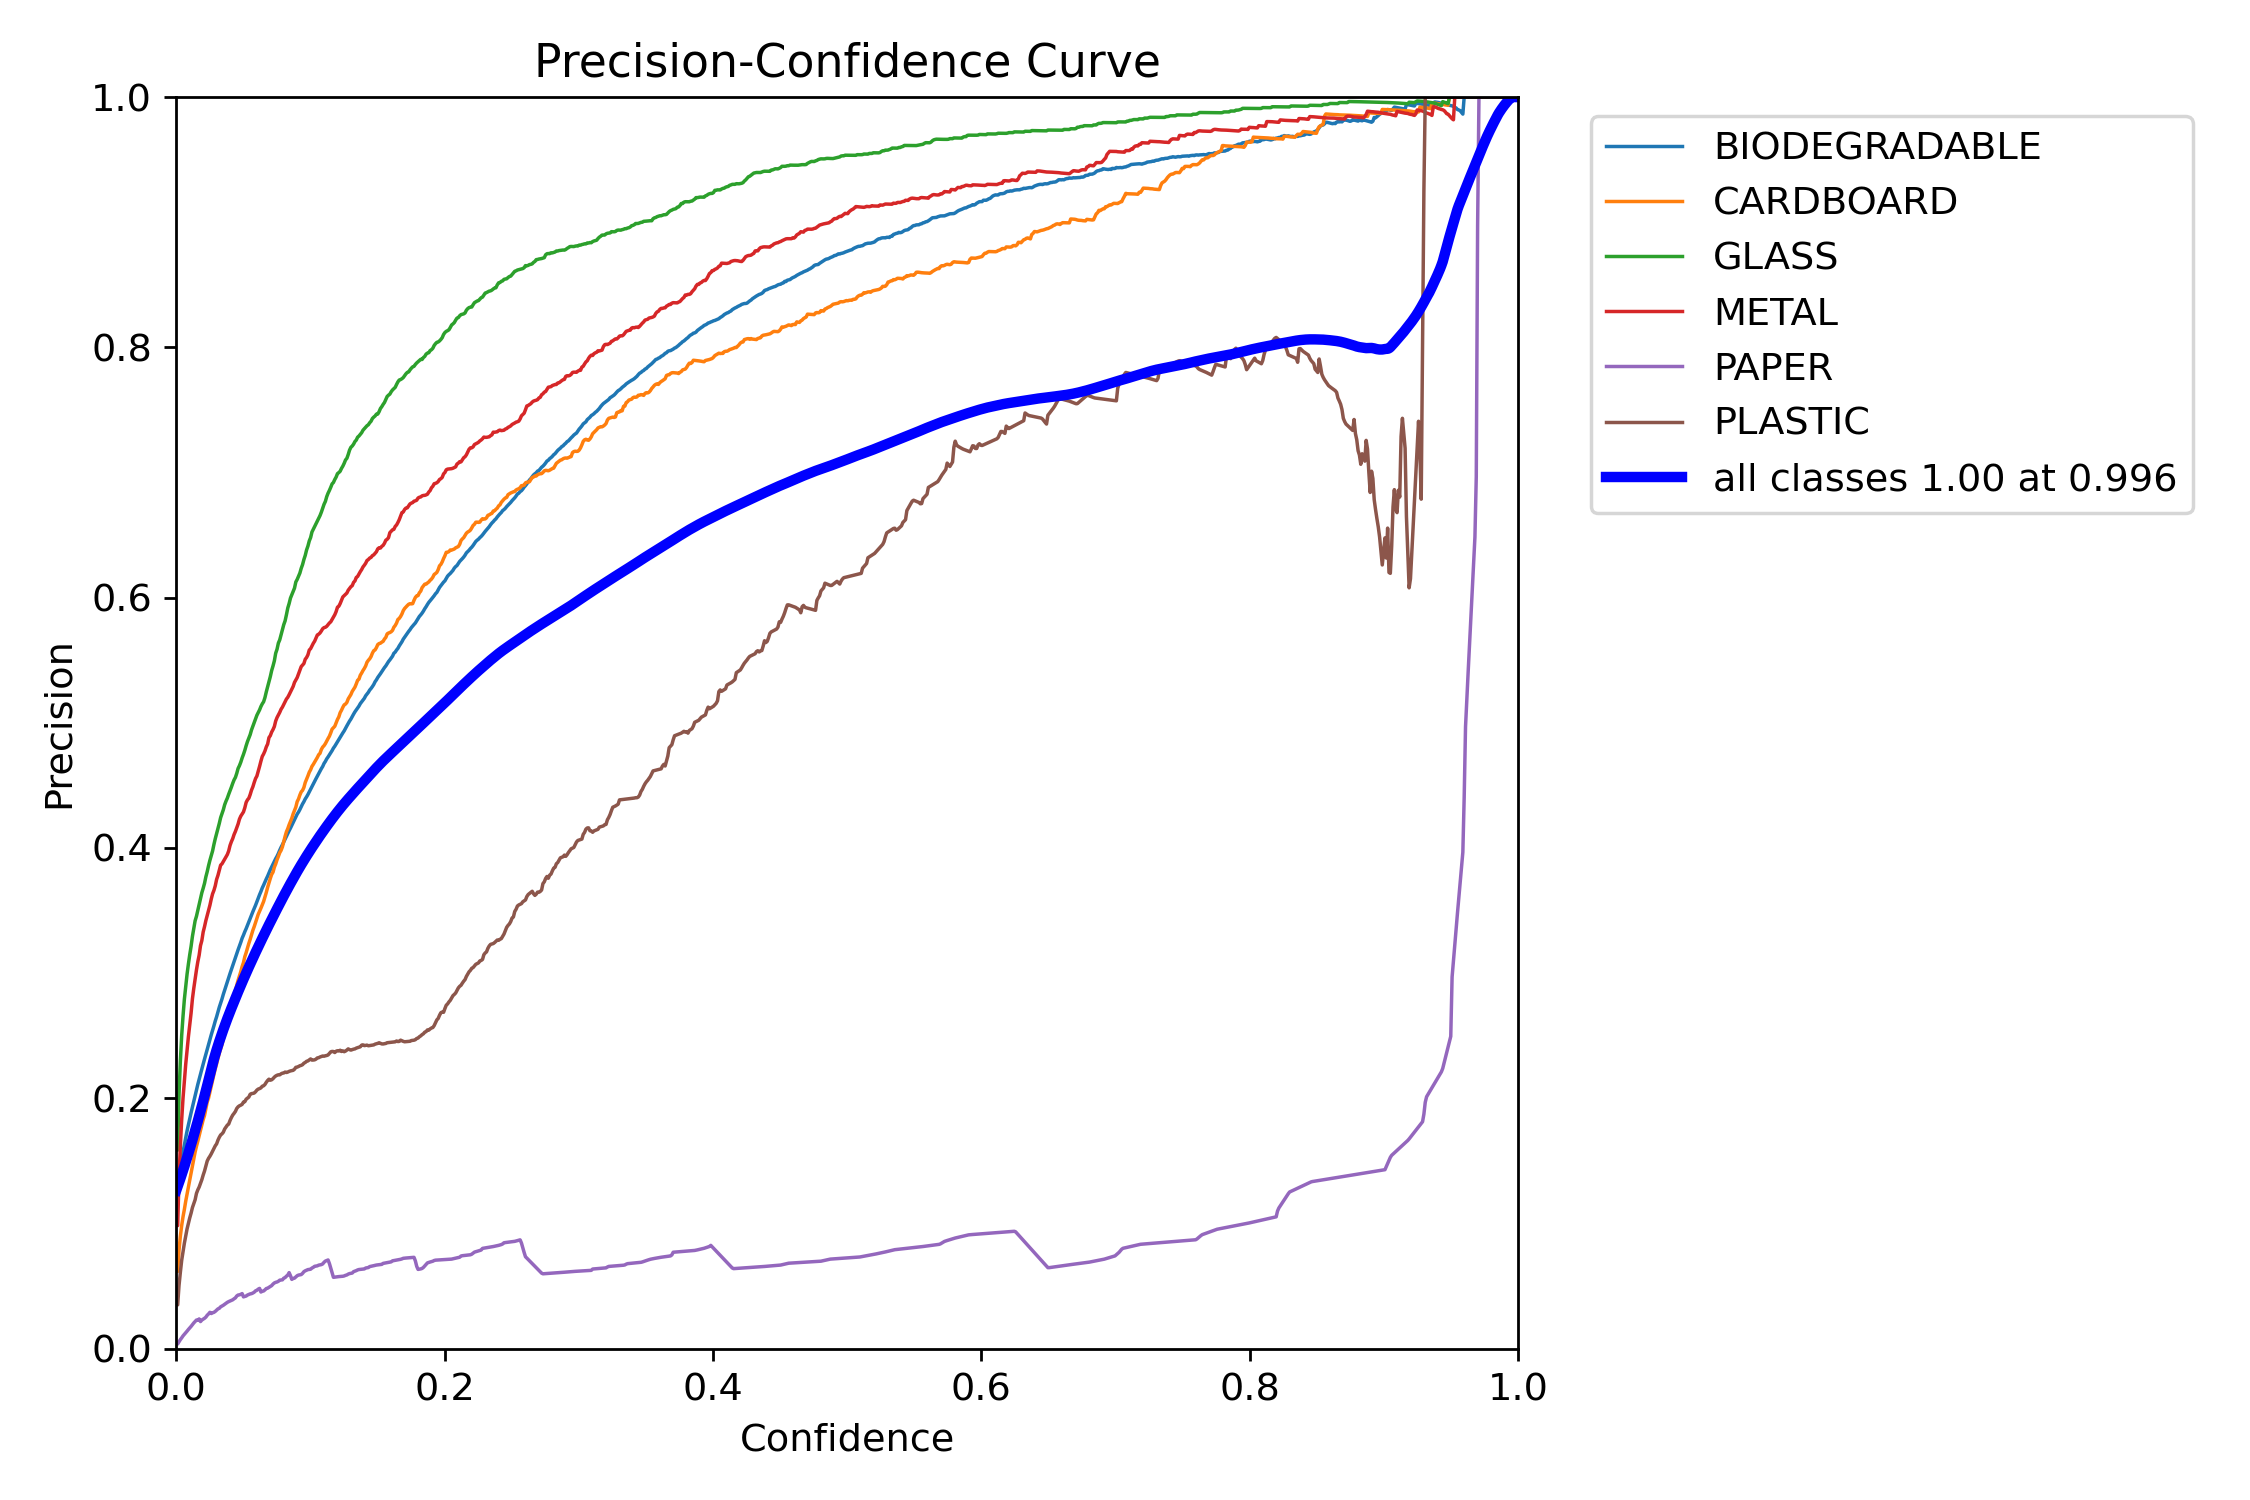 Precision-Confidence Curve
1.0
0.8
0.6
0.4
0.2
0.0
Precision
0.0 0.2 0.4 0.6 0.8 1.0
Confidence
BIODEGRADABLE
CARDBOARD
GLASS
METAL
PAPER
PLASTIC
all classes 1.00 at 0.996